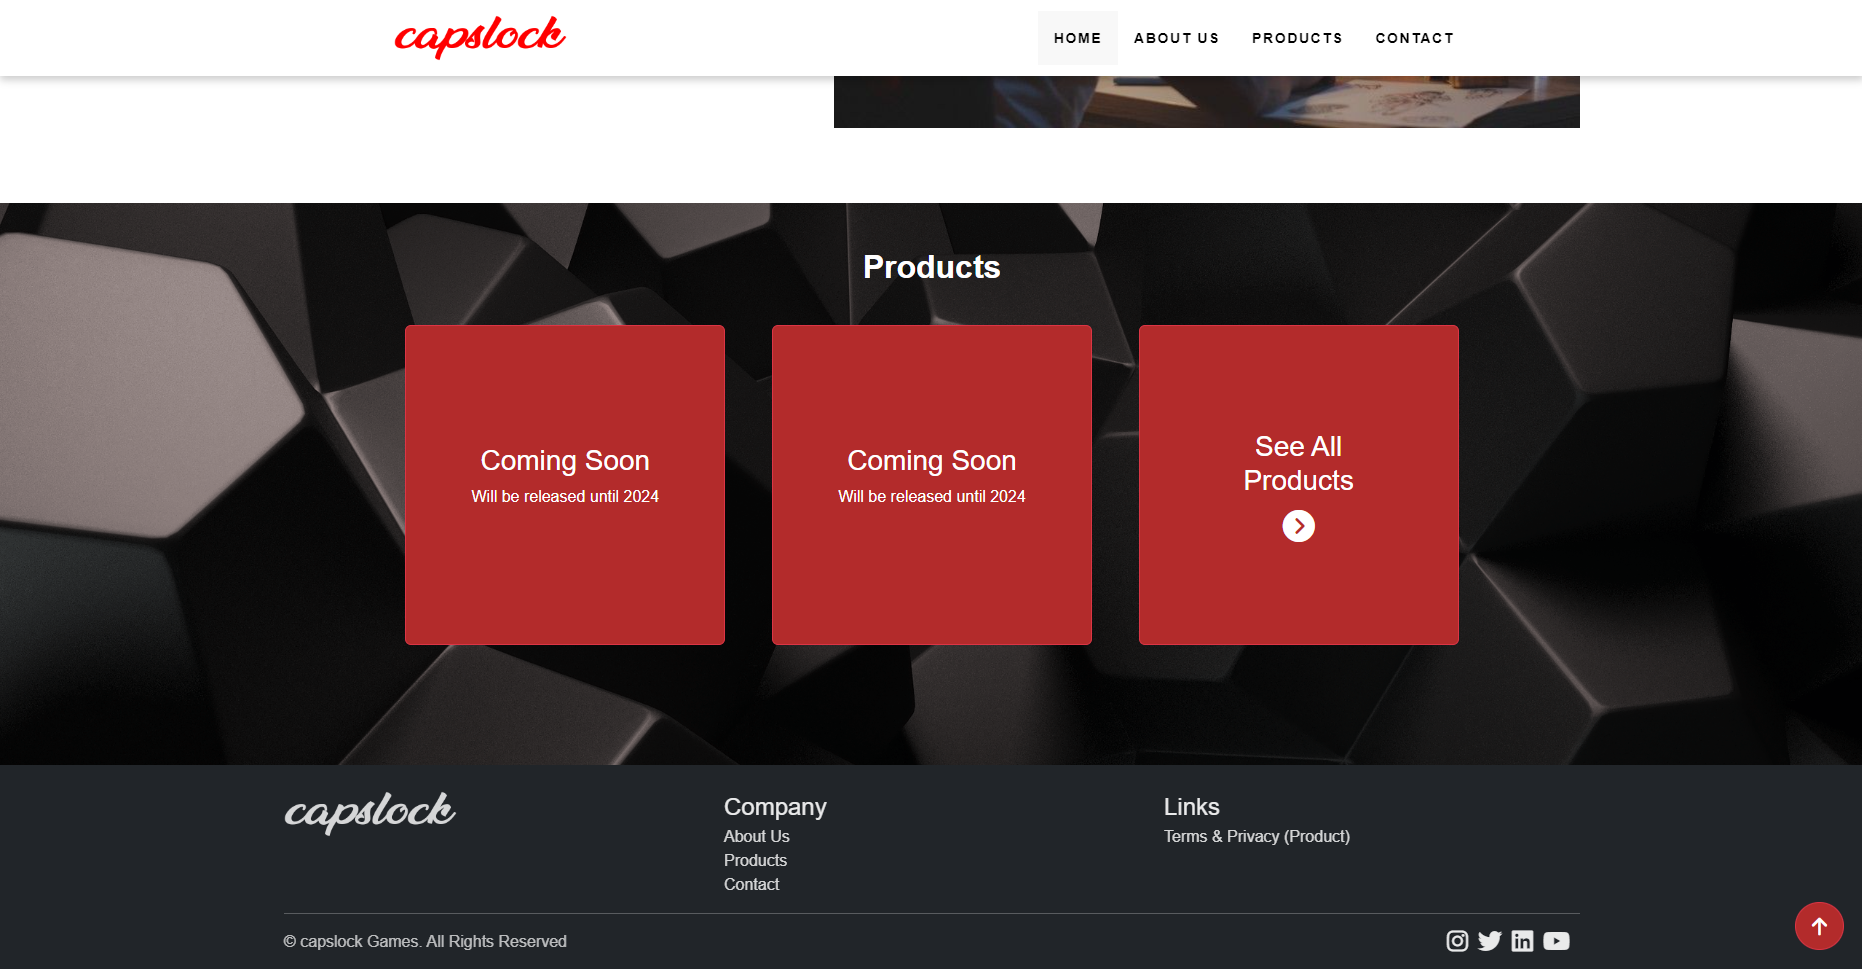 capslock
HOME ABOUT US PRODUCTS CONTACT
Products
Coming Soon
Will be released until 2024
Coming Soon
Will be released until 2024
See All
Products
capslock
Company
About Us
Products
Contact
Links
Terms & Privacy (Product)
© capslock Games. All Rights Reserved
in